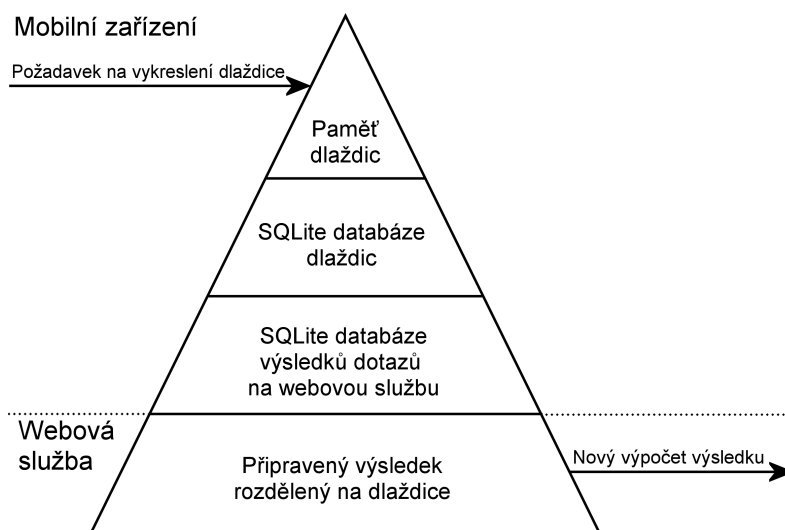 Mobilní zařízení
Požadavek na vykreslení dlaždice
Paměť
dlaždic
SQLite databáze
dlaždic
SQLite databáze
výsledků dotazů
na webovou službu
Webová
služba
Připravený výsledek
rozdělený na dlaždice
Nový výpočet výsledku